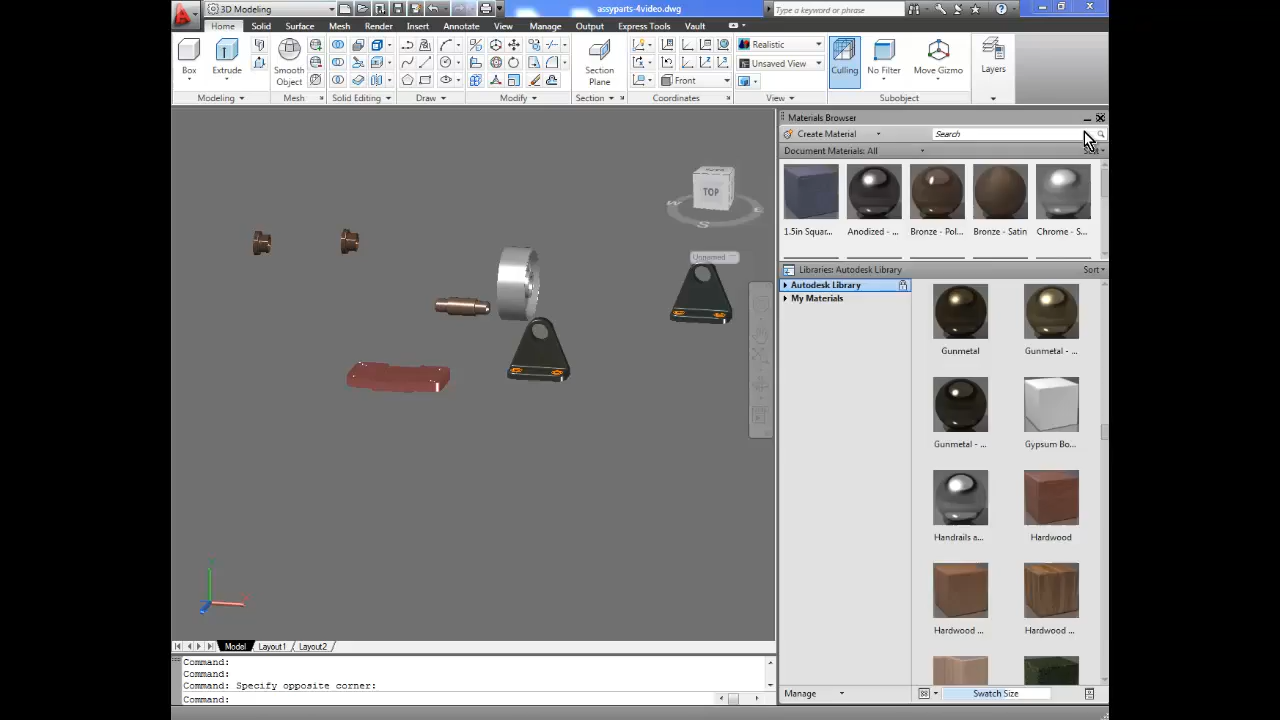 3D Modeling
assyparts-4video.dwg
Type a keyword or phrase
Home Solid Surface Mesh Render Insert Annotate View Manage Output Express Tools Vault
Box
Extrude
Smooth
Object
Section
Plane
Realistic
Unsaved View
Front
Culling
No Filter
Move Gizmo
Layers
Modeling Mesh Solid Editing Draw Modify Section Coordinates View Subobject
Materials Browser
Create Material
Search
Document Materials: All
1.5in Squar...
Anodized - ...
Bronze - Pol...
Bronze - Satin
Chrome - S...
Libraries: Autodesk Library
Sort
Autodesk Library
My Materials
Gunmetal
Gunmetal - ...
Gunmetal - ...
Gypsum Bo...
Handrails a...
Hardwood
Hardwood ...
Hardwood ...
TOP
W
S
E
Unnamed
Model Layout1 Layout2
Command:
Command:
Command: Specify opposite corner:
Command:
Manage
Swatch Size